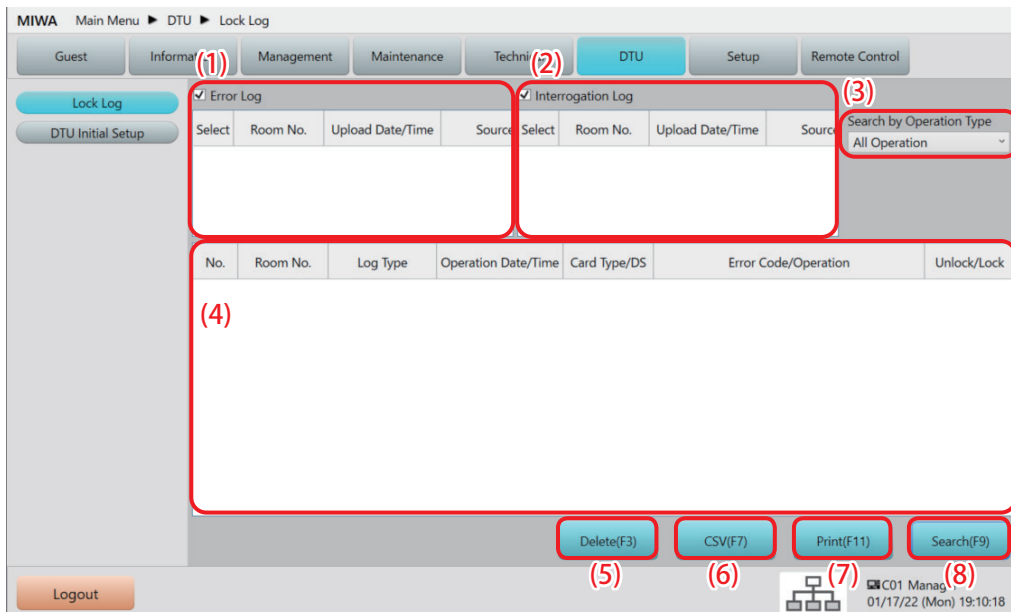 MIWA Main Menu ▶ DTU ▶ Lock Log
Guest Management Maintenance DTU Setup Remote Control
(1) (2) (3)
Lock Log
DTU Initial Setup
Error Log
Select Room No. Upload Date/Time Source
Interrogation Log
Select Room No. Upload Date/Time Source
Search by Operation Type
All Operation
No. Room No. Log Type Operation Date/Time Card Type/DS Error Code/Operation Unlock/Lock
(4)
Delete(F3) CSV(F7) Print(F11) Search(F9)
(5) (6) (7) (8)
Logout
C01
01/17/22 (Mon) 19:10:18